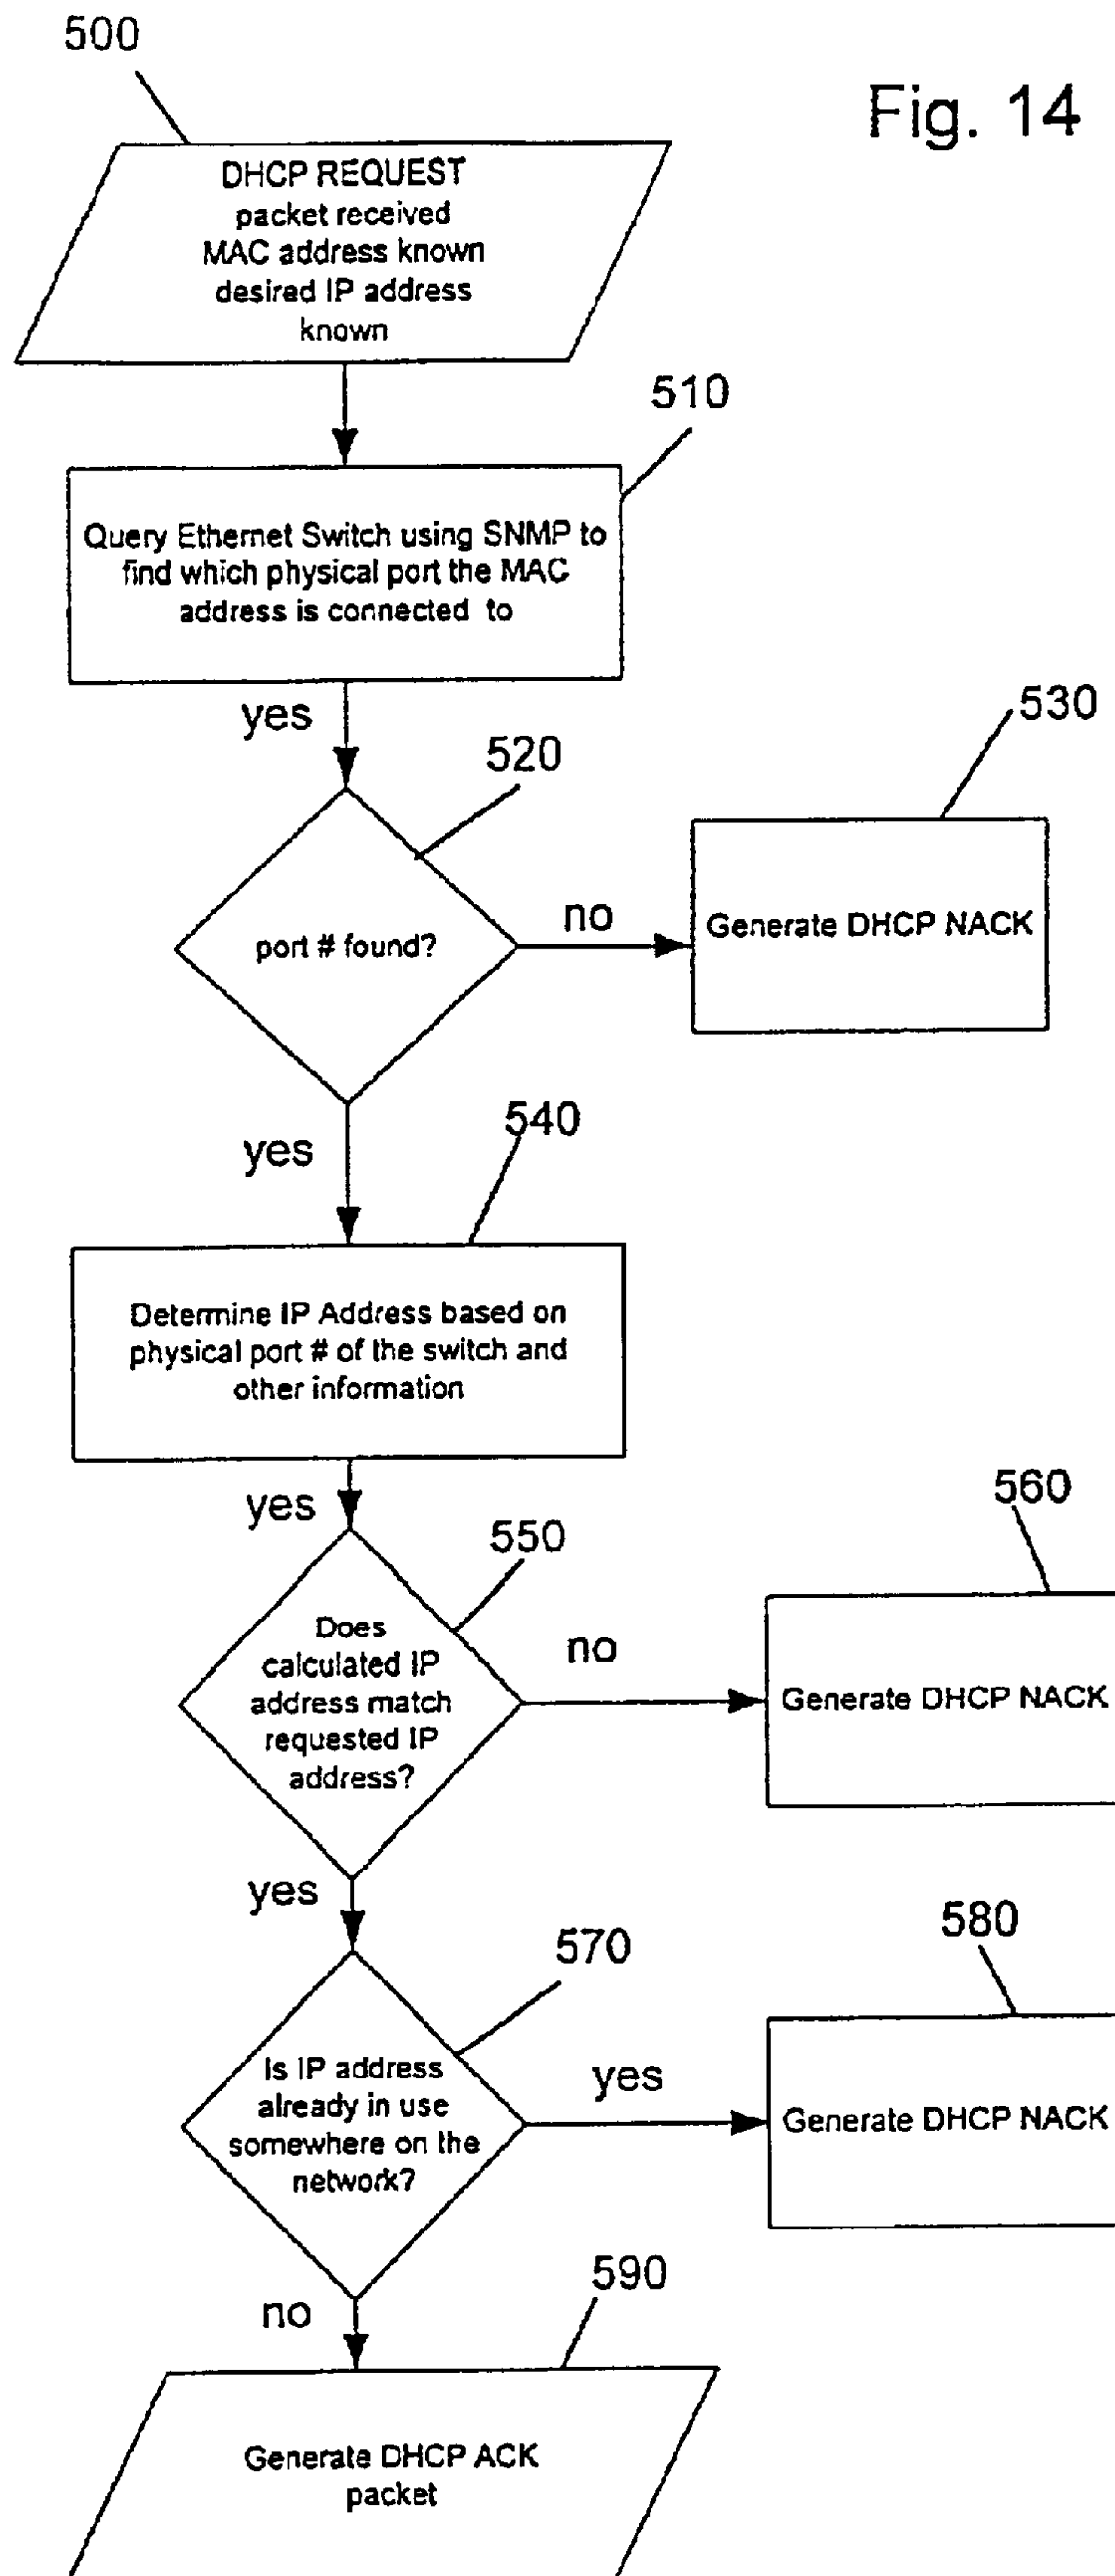 500
Fig. 14
DHCP REQUEST
packet received
MAC address known
desired IP address
known
510
Query Ethernet Switch using SNMP to
find which physical port the MAC
address is connected to
yes
520
530
port # found?
no
Generate DHCP NACK
yes
540
Determine IP Address based on
physical port # of the switch and
other information
yes
550
560
Does
calculated IP
address match
requested IP
address?
no
Generate DHCP NACK
yes
570
580
Is IP address
already in use
somewhere on the
network?
yes
Generate DHCP NACK
no
590
Generate DHCP ACK
packet